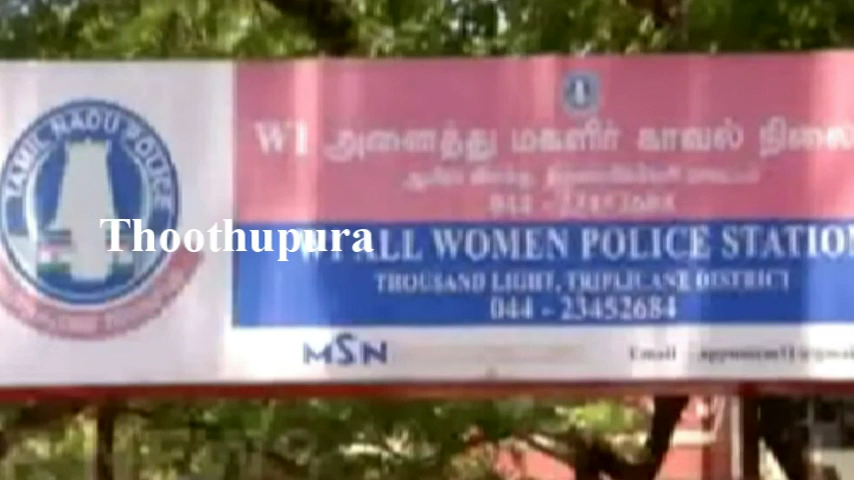 TAMIL NADU POLICE
W1 அனைத்து மகளிர் காவல் நிலை
044 - 23452684
Thoothupura
W1 ALL WOMEN POLICE STATION
THOUSAND LIGHT, TRIPLICANE DISTRICT
044 - 23452684
MSN
Email